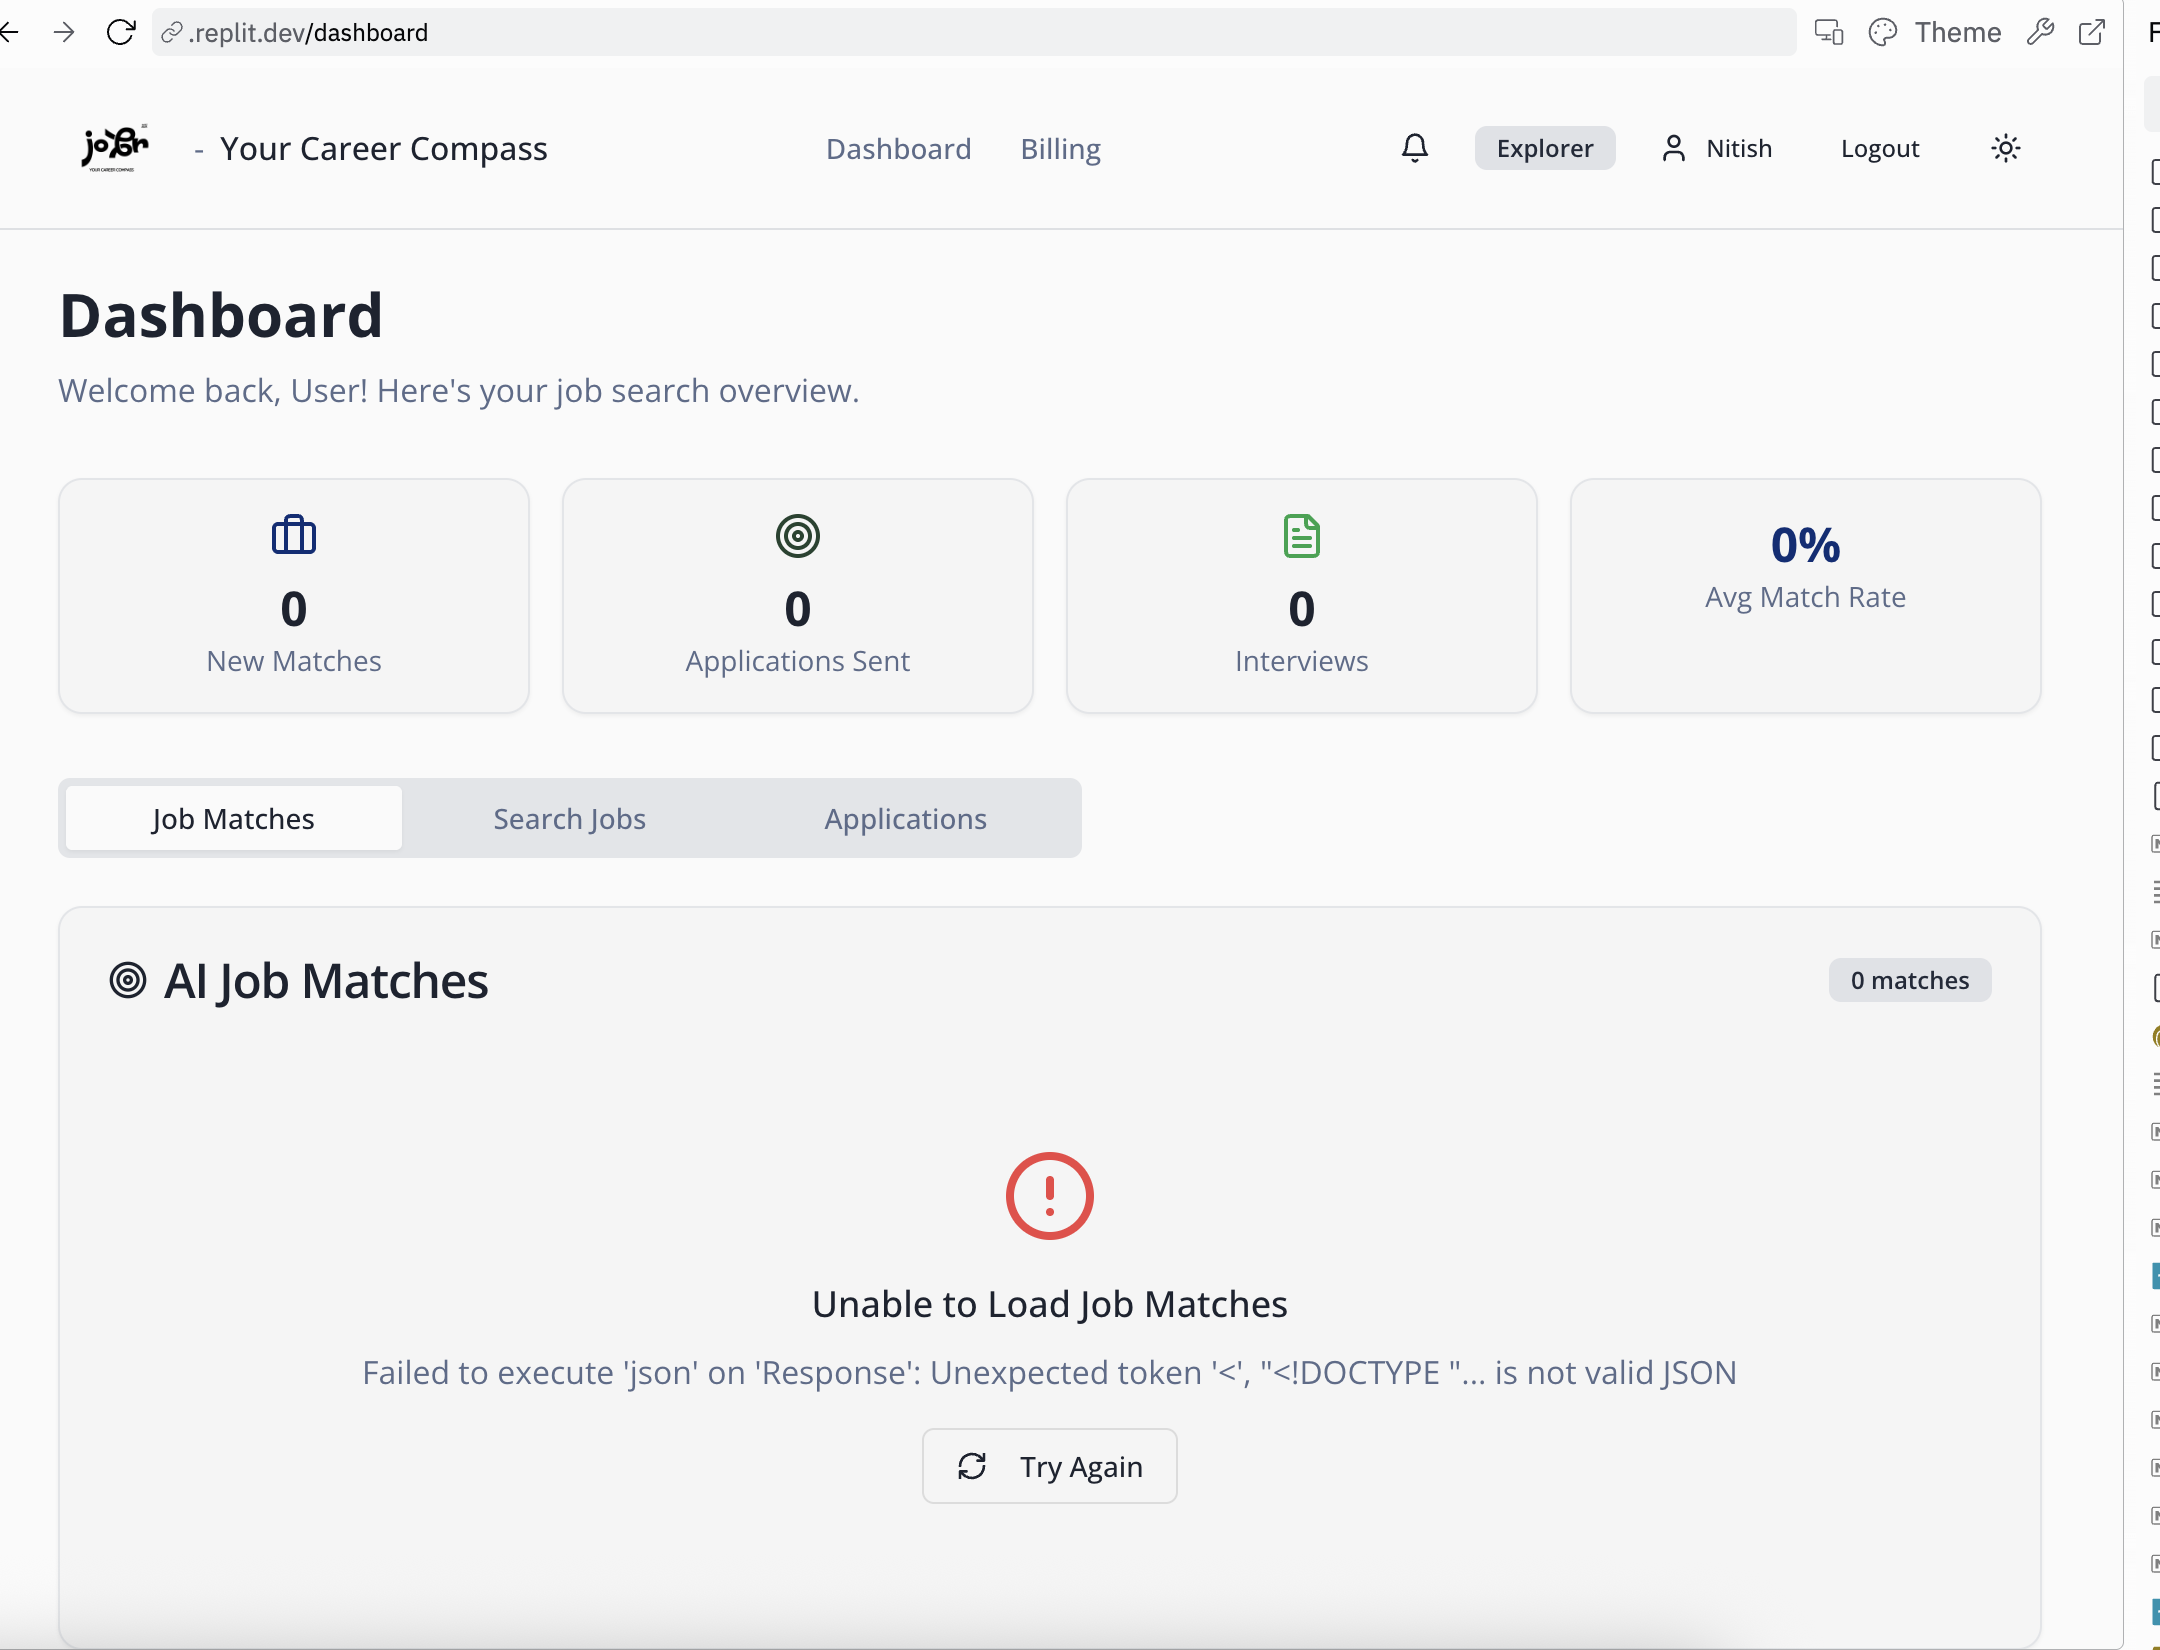 .replit.dev/dashboard
Theme
YOUR CAREER COMPASS
- Your Career Compass
Dashboard
Billing
Explorer
Nitish
Logout
Dashboard
Welcome back, User! Here's your job search overview.
0
New Matches
0
Applications Sent
0
Interviews
0%
Avg Match Rate
Job Matches
Search Jobs
Applications
AI Job Matches
0 matches
Unable to Load Job Matches
Failed to execute 'json' on 'Response': Unexpected token '<', "<!DOCTYPE "... is not valid JSON
Try Again